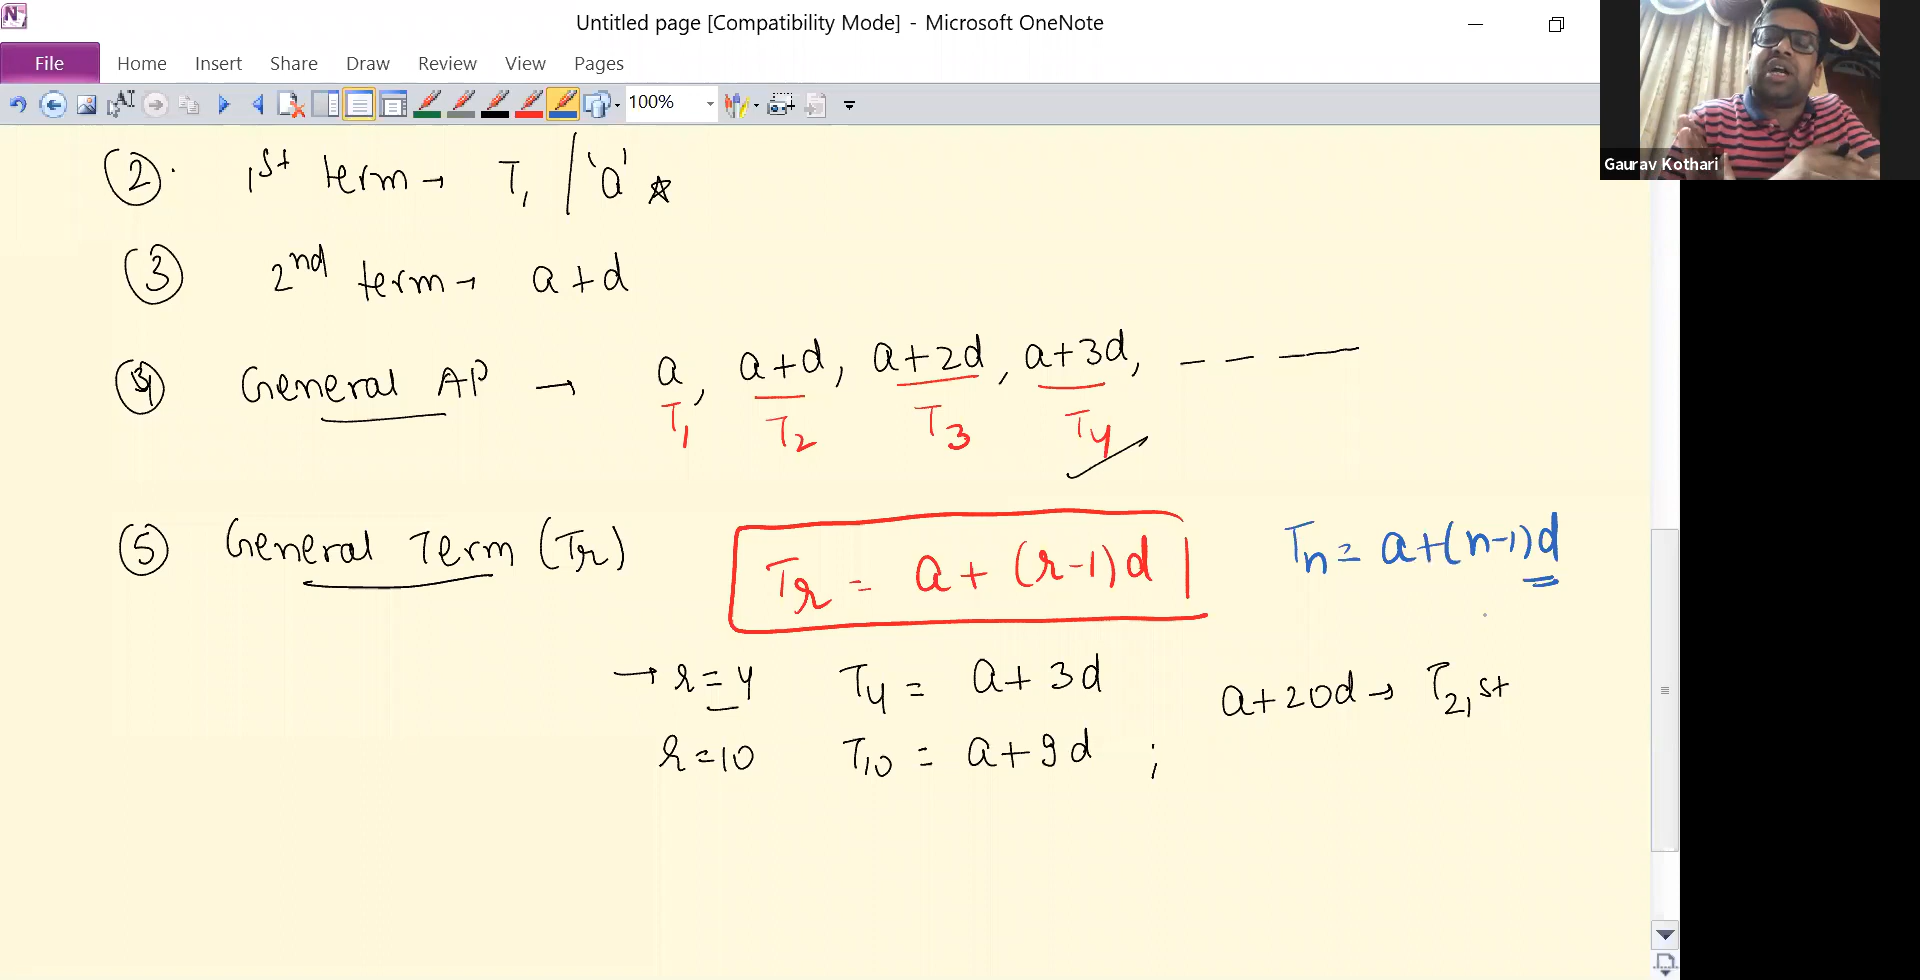 Untitled page [Compatibility Mode] - Microsoft OneNote
File Home Insert Share Draw Review View Pages
100%
Gaurav Kothari
(2). 1st term → T1 / 'a' ☆
(3) 2nd term → a + d
(4) General AP → a, a+d, a+2d, a+3d, - - —
T1 T2 T3 T4
(5) General Term (Tr) Tr = a + (r-1)d Tn = a+(n-1)d
→ r = 4 T4 = a + 3d a+20d → T21st
r = 10 T10 = a + 9d ;